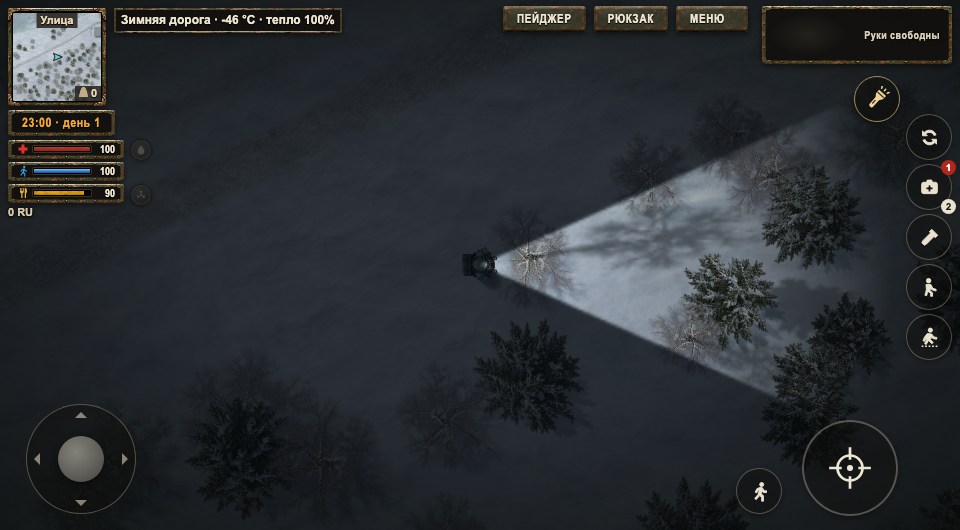 Улица
Зимняя дорога · -46 °C · тепло 100%
ПЕЙДЖЕР
РЮКЗАК
МЕНЮ
Руки свободны
0
23:00 · день 1
100
100
90
0 RU
1
2